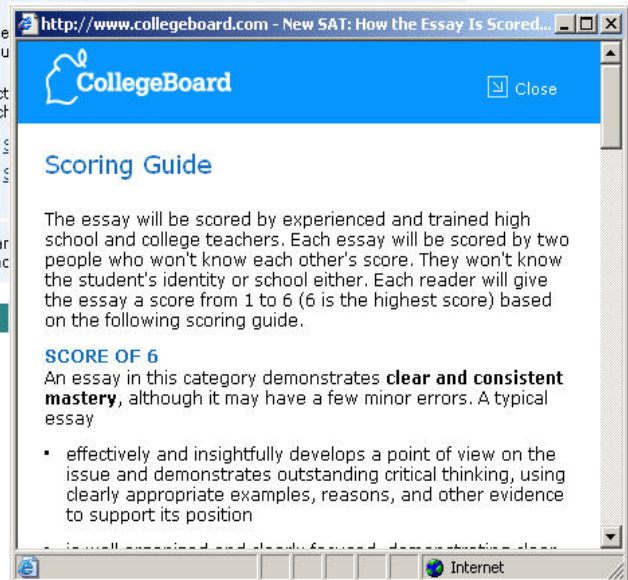 http://www.collegeboard.com - New SAT: How the Essay Is Scored...
CollegeBoard
Close
Scoring Guide
The essay will be scored by experienced and trained high
school and college teachers. Each essay will be scored by two
people who won't know each other's score. They won't know
the student's identity or school either. Each reader will give
the essay a score from 1 to 6 (6 is the highest score) based
on the following scoring guide.
SCORE OF 6
An essay in this category demonstrates clear and consistent
mastery, although it may have a few minor errors. A typical
essay
▪ effectively and insightfully develops a point of view on the
issue and demonstrates outstanding critical thinking, using
clearly appropriate examples, reasons, and other evidence
to support its position
Internet